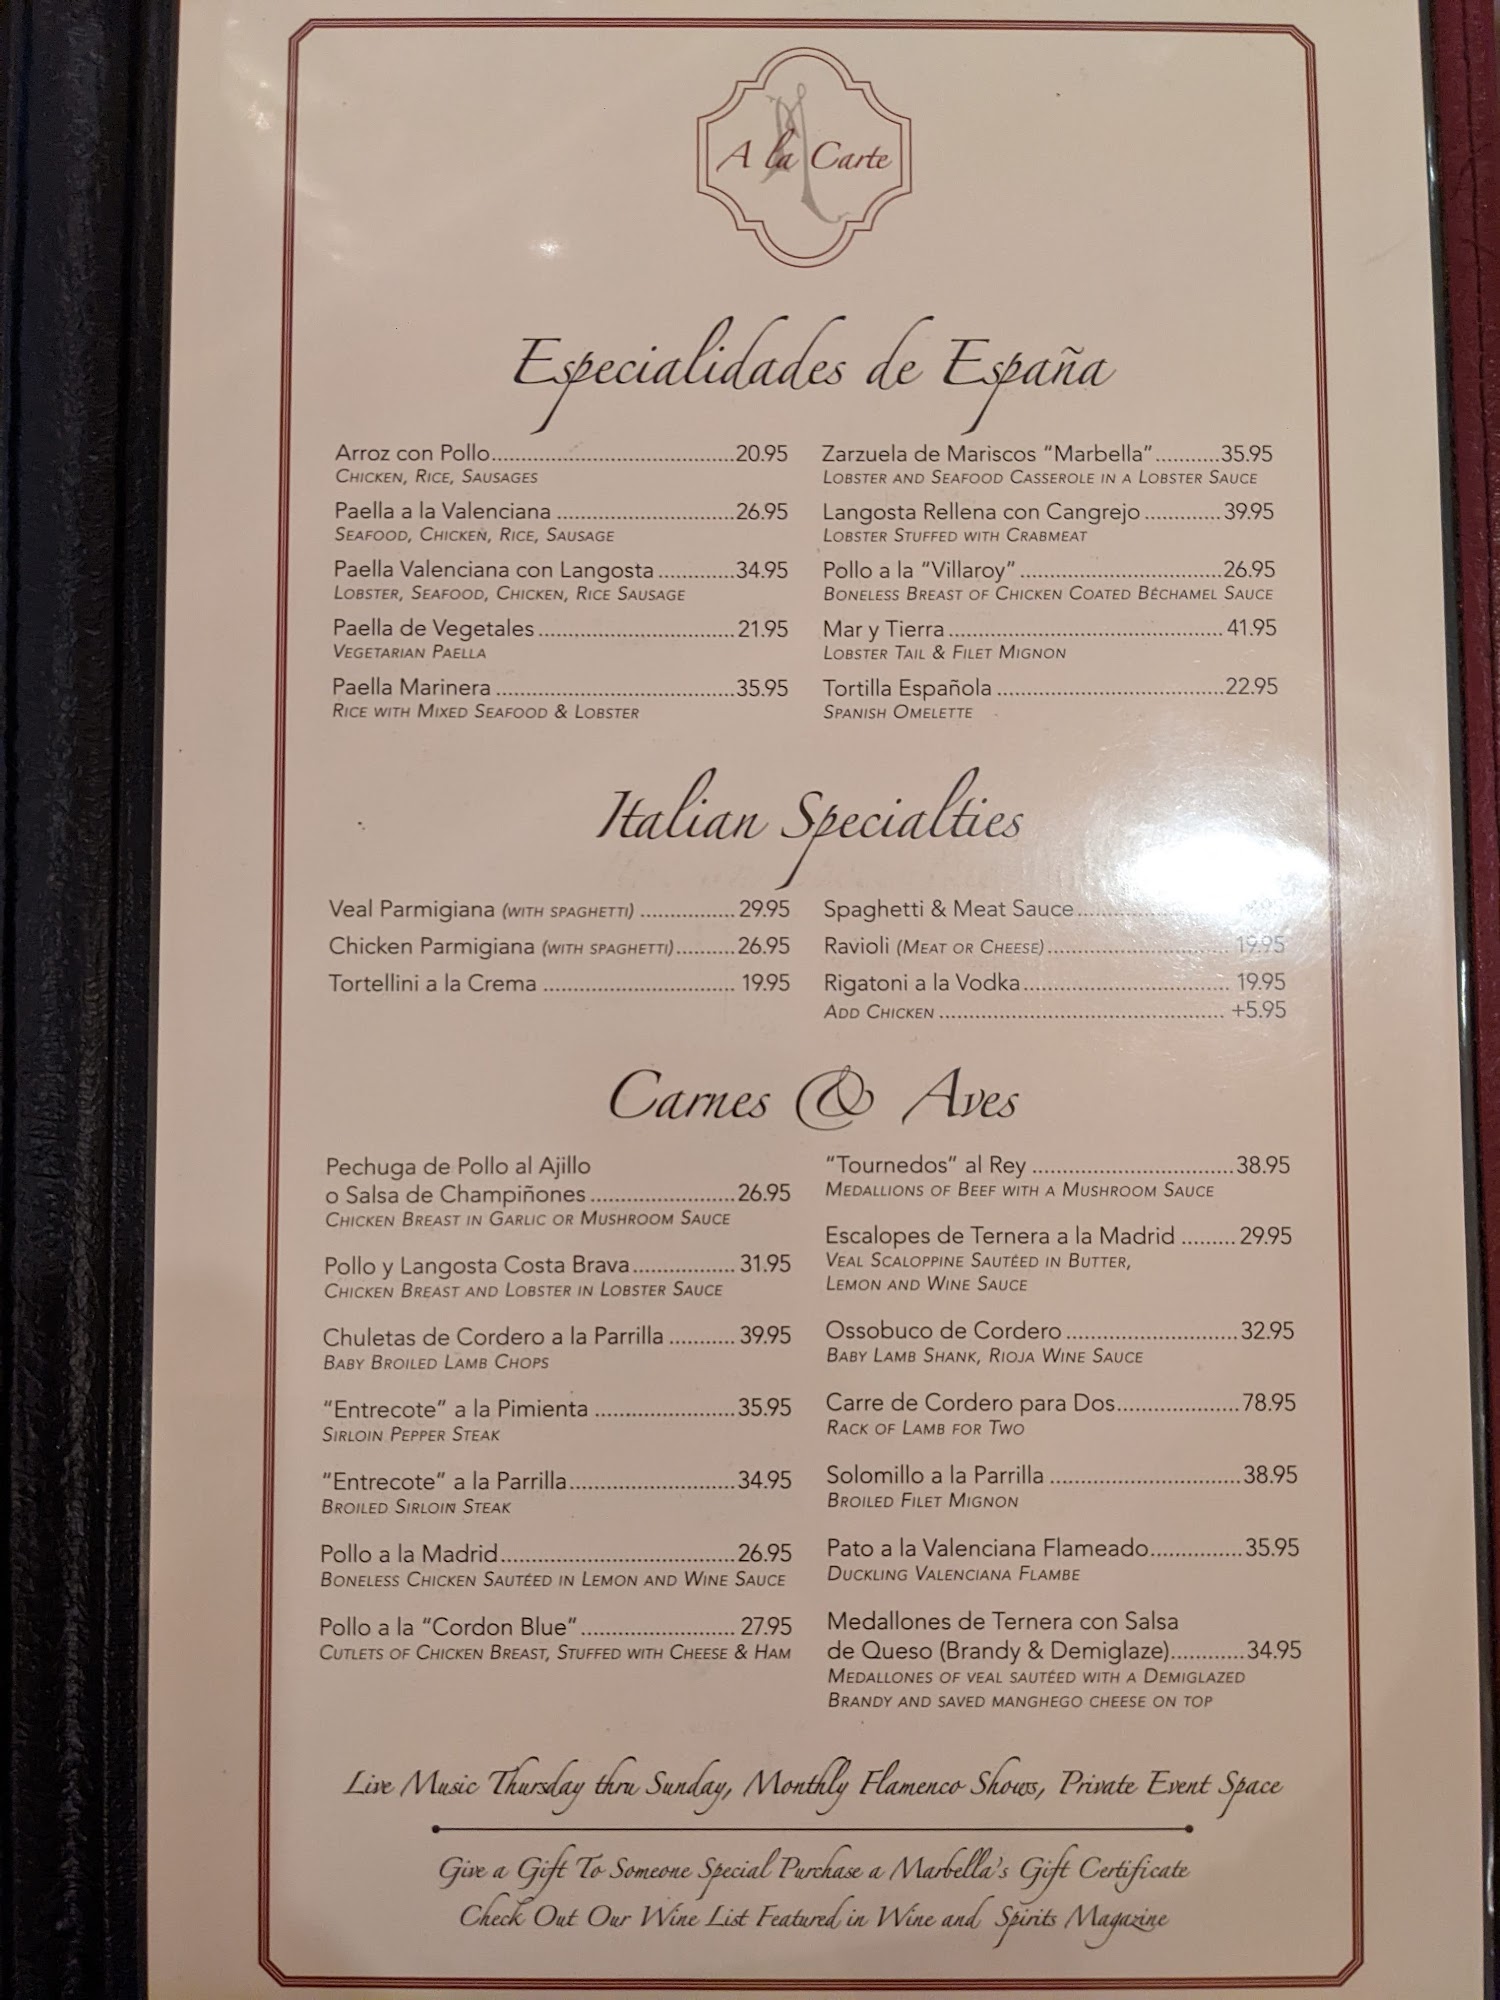 A la Carte
Especialidades de España
Arroz con Pollo.....20.95
Chicken, Rice, Sausages
Paella a la Valenciana.....26.95
Seafood, Chicken, Rice, Sausage
Paella Valenciana con Langosta.....34.95
Lobster, Seafood, Chicken, Rice Sausage
Paella de Vegetales.....21.95
Vegetarian Paella
Paella Marinera.....35.95
Rice with Mixed Seafood & Lobster
Zarzuela de Mariscos “Marbella”.....35.95
Lobster and Seafood Casserole in a Lobster Sauce
Langosta Rellena con Cangrejo.....39.95
Lobster Stuffed with Crabmeat
Pollo a la “Villaroy”.....26.95
Boneless Breast of Chicken Coated Béchamel Sauce
Mar y Tierra.....41.95
Lobster Tail & Filet Mignon
Tortilla Española.....22.95
Spanish Omelette
Italian Specialties
Veal Parmigiana (with spaghetti).....29.95
Chicken Parmigiana (with spaghetti).....26.95
Tortellini a la Crema.....19.95
Spaghetti & Meat Sauce.....
Ravioli (Meat or Cheese).....19.95
Rigatoni a la Vodka.....19.95
Add Chicken.....+5.95
Carnes & Aves
Pechuga de Pollo al Ajillo
o Salsa de Champiñones.....26.95
Chicken Breast in Garlic or Mushroom Sauce
Pollo y Langosta Costa Brava.....31.95
Chicken Breast and Lobster in Lobster Sauce
Chuletas de Cordero a la Parrilla.....39.95
Baby Broiled Lamb Chops
“Entrecote” a la Pimienta.....35.95
Sirloin Pepper Steak
“Entrecote” a la Parrilla.....34.95
Broiled Sirloin Steak
Pollo a la Madrid.....26.95
Boneless Chicken Sautéed in Lemon and Wine Sauce
Pollo a la “Cordon Blue”.....27.95
Cutlets of Chicken Breast, Stuffed with Cheese & Ham
“Tournedos” al Rey.....38.95
Medallions of Beef with a Mushroom Sauce
Escalopes de Ternera a la Madrid.....29.95
Veal Scaloppine Sautéed in Butter,
Lemon and Wine Sauce
Ossobuco de Cordero.....32.95
Baby Lamb Shank, Rioja Wine Sauce
Carre de Cordero para Dos.....78.95
Rack of Lamb for Two
Solomillo a la Parrilla.....38.95
Broiled Filet Mignon
Pato a la Valenciana Flameado.....35.95
Duckling Valenciana Flambe
Medallones de Ternera con Salsa
de Queso (Brandy & Demiglaze).....34.95
Medallones of veal sautéed with a Demiglazed
Brandy and saved manghego cheese on top
Live Music Thursday thru Sunday, Monthly Flamenco Shows, Private Event Space
Give a Gift To Someone Special Purchase a Marbella's Gift Certificate
Check Out Our Wine List Featured in Wine and Spirits Magazine